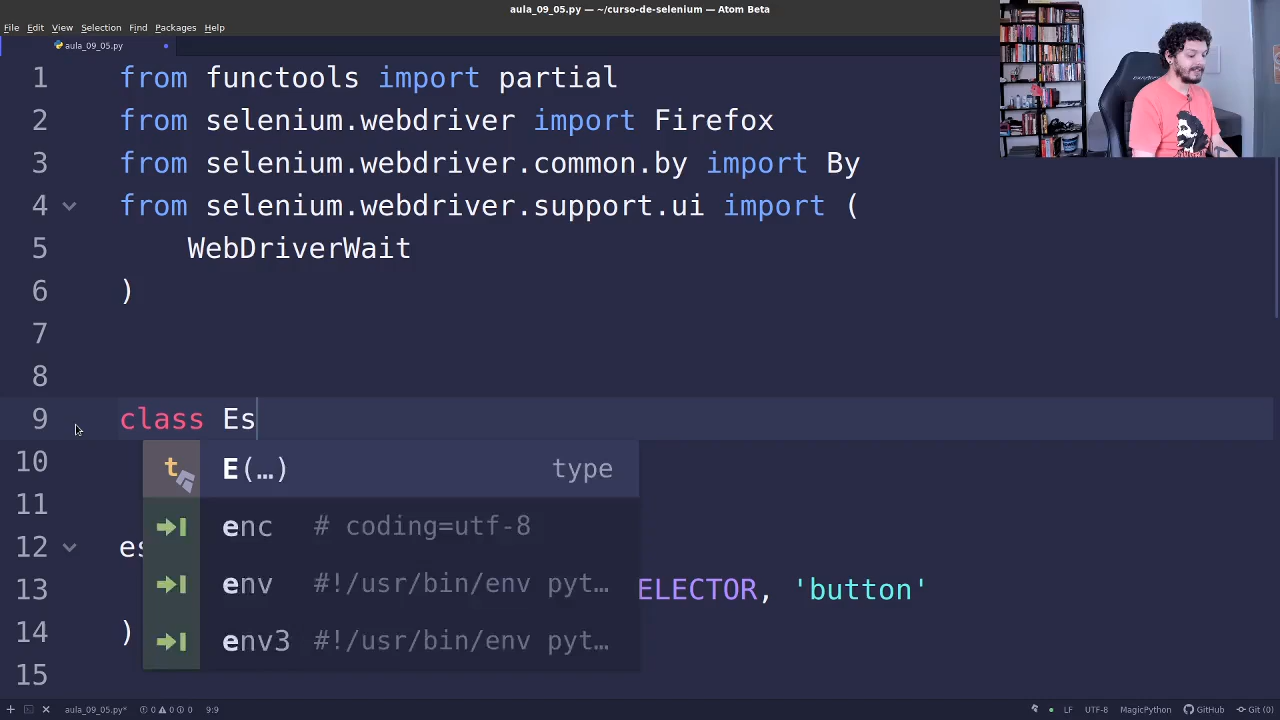 aula_09_05.py — ~/curso-de-selenium — Atom Beta
File Edit View Selection Find Packages Help
aula_09_05.py
1 from functools import partial
2 from selenium.webdriver import Firefox
3 from selenium.webdriver.common.by import By
4 from selenium.webdriver.support.ui import (
5 WebDriverWait
6 )
7
8
9 class Es
10 E(…) type
11 enc # coding=utf-8
12 es
env #!/usr/bin/env pyt…
13 ELECTOR, 'button'
14 ) env3 #!/usr/bin/env pyt…
15
aula_09_05.py* 0 0 0 9:9 LF UTF-8 MagicPython GitHub Git (0)